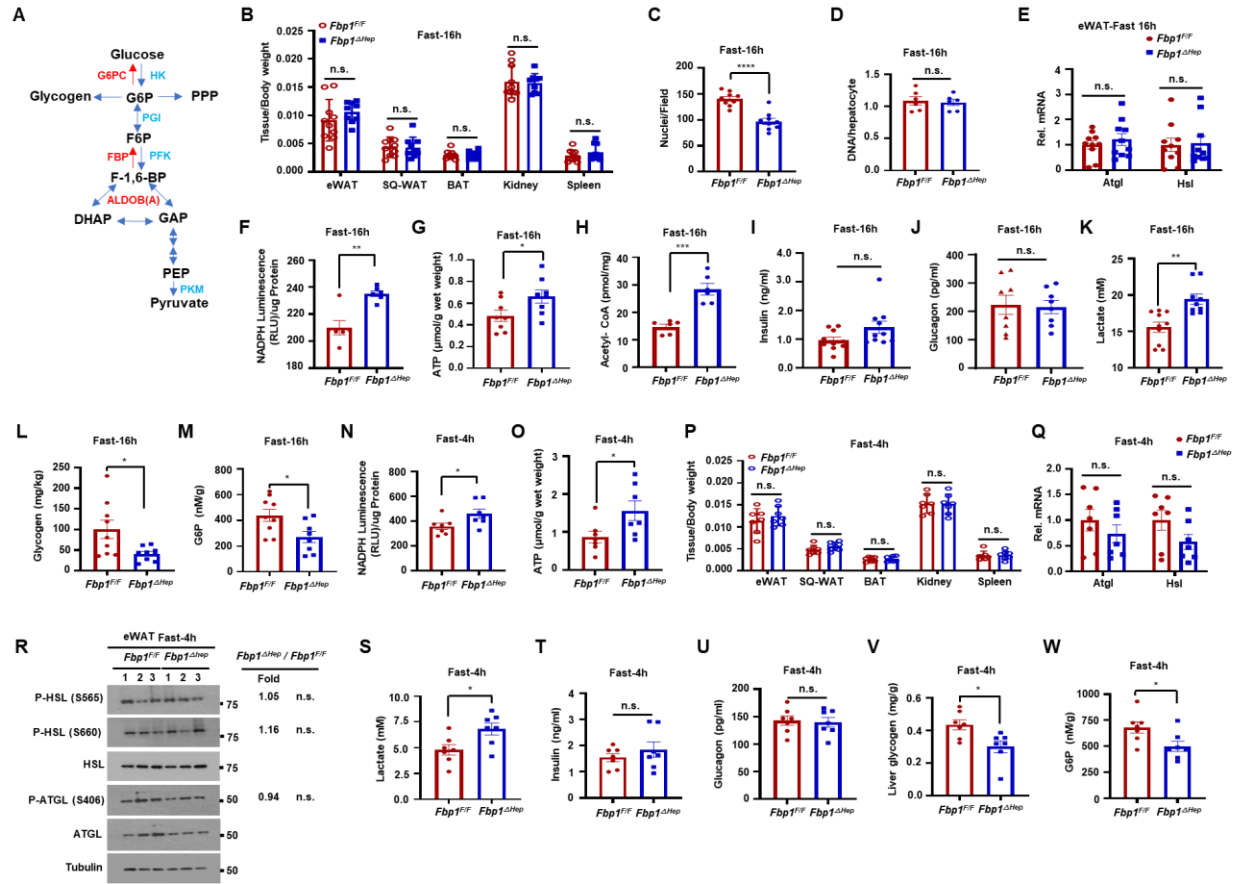 A
Glucose
G6PC
HK
Glycogen
G6P
PPP
PGI
F6P
FBP
PFK
F-1,6-BP
ALDOB(A)
DHAP
GAP
PEP
PKM
Pyruvate
B
Fbp1F/F
Fbp1ΔHep
Fast-16h
Tissue/Body weight
0.025
0.020
0.015
0.010
0.005
0.000
n.s.
n.s.
n.s.
n.s.
n.s.
eWAT
SQ-WAT
BAT
Kidney
Spleen
C
Fast-16h
****
Nuclei/Field
200
150
100
50
0
Fbp1F/F
Fbp1ΔHep
D
Fast-16h
n.s.
DNA/hepatocyte
2.0
1.5
1.0
0.5
0.0
Fbp1F/F
Fbp1ΔHep
E
eWAT-Fast 16h
Fbp1F/F
Fbp1ΔHep
n.s.
n.s.
Rel. mRNA
4
3
2
1
0
Atgl
Hsl
F
Fast-16h
**
NADPH Luminescence
(RLU)/ug Protein
260
240
220
200
180
Fbp1F/F
Fbp1ΔHep
G
Fast-16h
*
ATP (μmol/g wet weight)
1.0
0.8
0.6
0.4
0.2
0.0
Fbp1F/F
Fbp1ΔHep
H
Fast-16h
***
Acetyl- CoA (pmol/mg)
50
40
30
20
10
0
Fbp1F/F
Fbp1ΔHep
I
Fast-16h
n.s.
Insulin (ng/ml)
4.0
3.0
2.0
1.0
0.0
Fbp1F/F
Fbp1ΔHep
J
Fast-16h
n.s.
Glucagon (pg/ml)
500
400
300
200
100
0
Fbp1F/F
Fbp1ΔHep
K
Fast-16h
**
Lactate (mM)
25
20
15
10
Fbp1F/F
Fbp1ΔHep
L
Fast-16h
*
Glycogen (mg/kg)
250
200
150
100
50
0
Fbp1F/F
Fbp1ΔHep
M
Fast-16h
*
G6P (nM/g)
1000
800
600
400
200
0
Fbp1F/F
Fbp1ΔHep
N
Fast-4h
*
NADPH Luminescence
(RLU)/ug Protein
800
600
400
200
0
Fbp1F/F
Fbp1ΔHep
O
Fast-4h
*
ATP (μmol/g wet weight)
3
2
1
0
Fbp1F/F
Fbp1ΔHep
P
Fast-4h
Fbp1F/F
Fbp1ΔHep
Tissue/Body weight
0.025
0.020
0.015
0.010
0.005
0.000
n.s.
n.s.
n.s.
n.s.
n.s.
eWAT
SQ-WAT
BAT
Kidney
Spleen
Q
Fast-4h
Fbp1F/F
Fbp1ΔHep
n.s.
n.s.
Rel. mRNA
2.0
1.5
1.0
0.5
0.0
Atgl
Hsl
R
eWAT Fast-4h
Fbp1F/F Fbp1Δhep
Fbp1ΔHep / Fbp1F/F
1 2 3 1 2 3
Fold
P-HSL (S565)
75
1.05 n.s.
P-HSL (S660)
75
1.16 n.s.
HSL
75
P-ATGL (S406)
50
0.94 n.s.
ATGL
50
Tubulin
50
S
Fast-4h
*
Lactate (mM)
10.0
7.5
5.0
2.5
0.0
Fbp1F/F
Fbp1ΔHep
T
Fast-4h
n.s.
Insulin (ng/ml)
4
3
2
1
0
Fbp1F/F
Fbp1ΔHep
U
Fast-4h
n.s.
Glucagon (pg/ml)
300
200
100
0
Fbp1F/F
Fbp1ΔHep
V
Fast-4h
*
Liver glycogen (mg/mg)
0.8
0.6
0.4
0.2
0.0
Fbp1F/F
Fbp1ΔHep
W
Fast-4h
*
G6P (nM/g)
1000
750
500
250
0
Fbp1F/F
Fbp1ΔHep